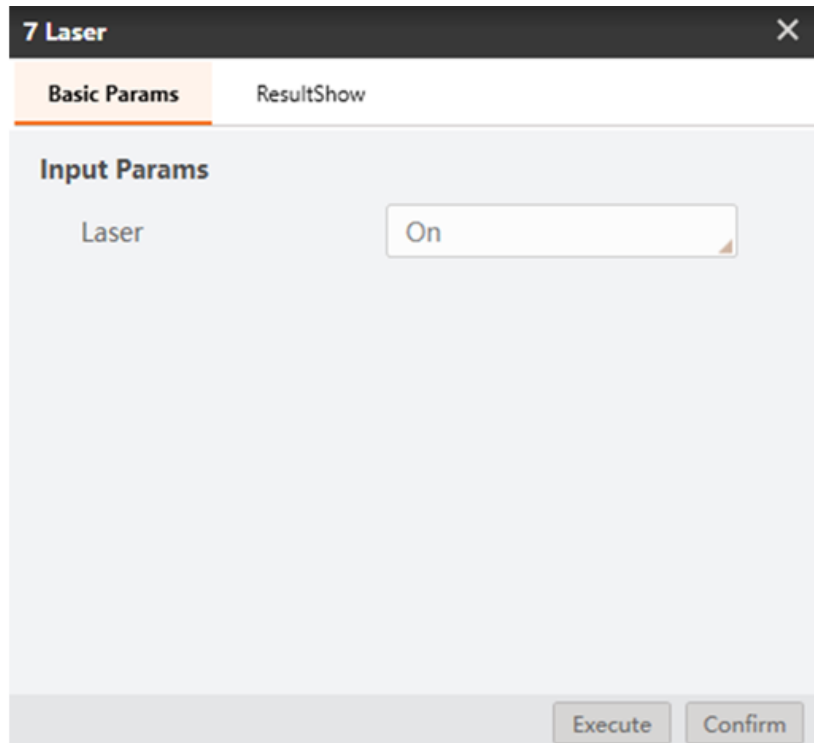 7 Laser
Basic Params ResultShow
Input Params
Laser On
Execute Confirm